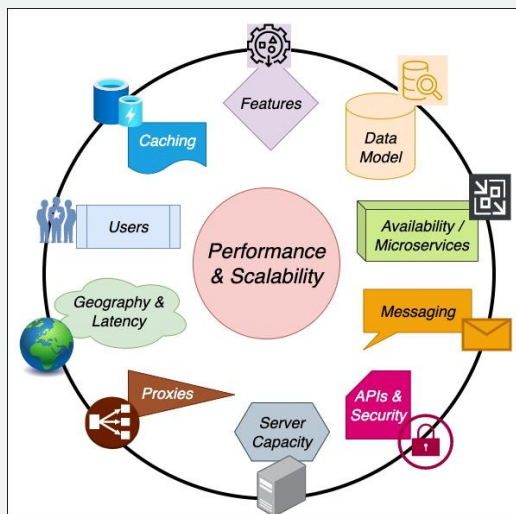 Features
Data
Model
Availability /
Microservices
Messaging
APIs &
Security
Server
Capacity
Proxies
Geography &
Latency
Users
Caching
Performance
& Scalability